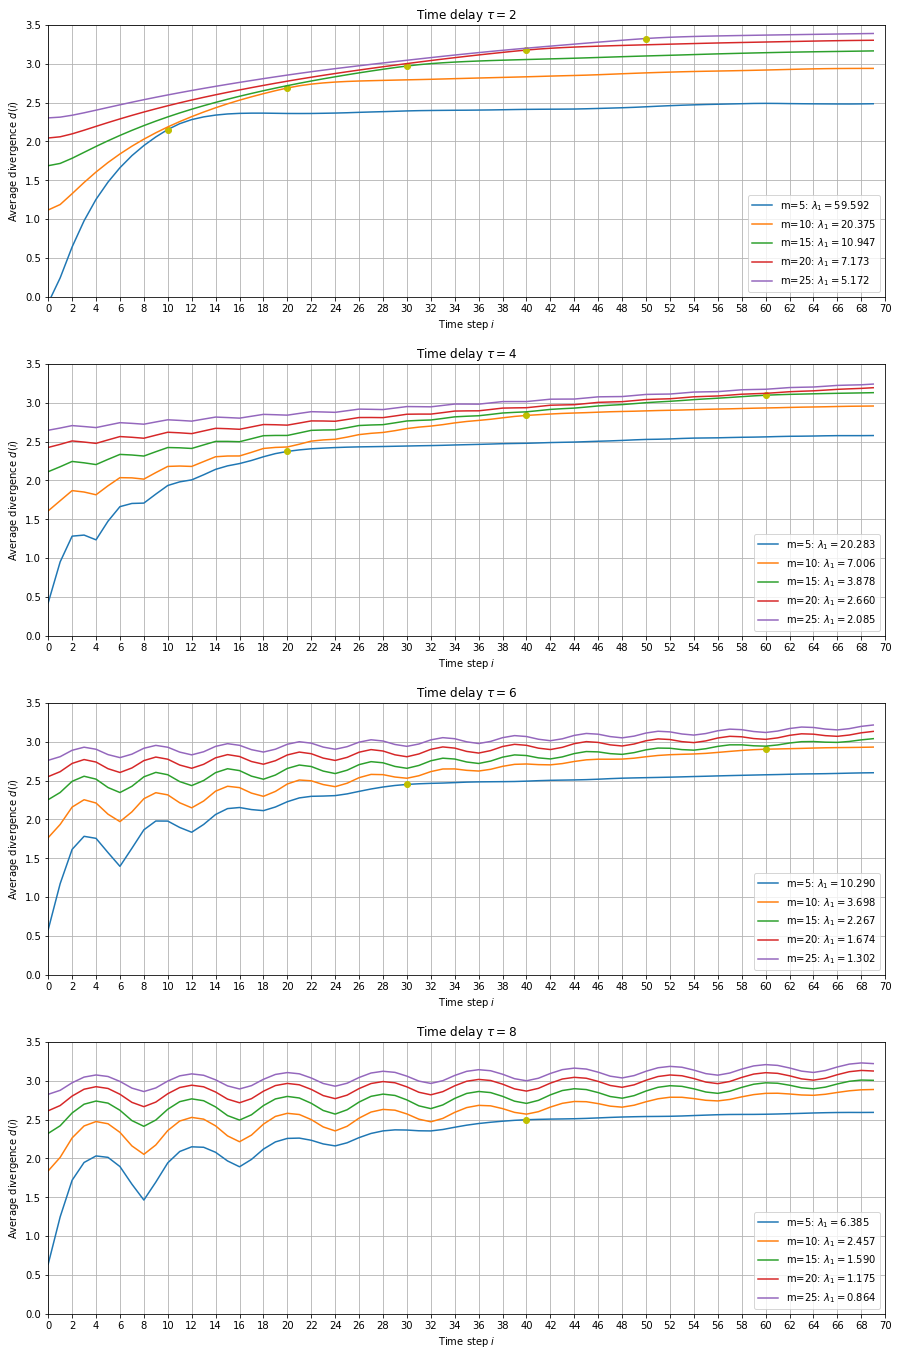 Time delay τ = 2
Average divergence d(i)
3.5
3.0
2.5
2.0
1.5
1.0
0.5
0.0
0 2 4 6 8 10 12 14 16 18 20 22 24 26 28 30 32 34 36 38 40 42 44 46 48 50 52 54 56 58 60 62 64 66 68 70
Time step i
m=5: λ₁ = 59.592
m=10: λ₁ = 20.375
m=15: λ₁ = 10.947
m=20: λ₁ = 7.173
m=25: λ₁ = 5.172
Time delay τ = 4
Average divergence d(i)
3.5
3.0
2.5
2.0
1.5
1.0
0.5
0.0
0 2 4 6 8 10 12 14 16 18 20 22 24 26 28 30 32 34 36 38 40 42 44 46 48 50 52 54 56 58 60 62 64 66 68 70
Time step i
m=5: λ₁ = 20.283
m=10: λ₁ = 7.006
m=15: λ₁ = 3.878
m=20: λ₁ = 2.660
m=25: λ₁ = 2.085
Time delay τ = 6
Average divergence d(i)
3.5
3.0
2.5
2.0
1.5
1.0
0.5
0.0
0 2 4 6 8 10 12 14 16 18 20 22 24 26 28 30 32 34 36 38 40 42 44 46 48 50 52 54 56 58 60 62 64 66 68 70
Time step i
m=5: λ₁ = 10.290
m=10: λ₁ = 3.698
m=15: λ₁ = 2.267
m=20: λ₁ = 1.674
m=25: λ₁ = 1.302
Time delay τ = 8
Average divergence d(i)
3.5
3.0
2.5
2.0
1.5
1.0
0.5
0.0
0 2 4 6 8 10 12 14 16 18 20 22 24 26 28 30 32 34 36 38 40 42 44 46 48 50 52 54 56 58 60 62 64 66 68 70
Time step i
m=5: λ₁ = 6.385
m=10: λ₁ = 2.457
m=15: λ₁ = 1.590
m=20: λ₁ = 1.175
m=25: λ₁ = 0.864